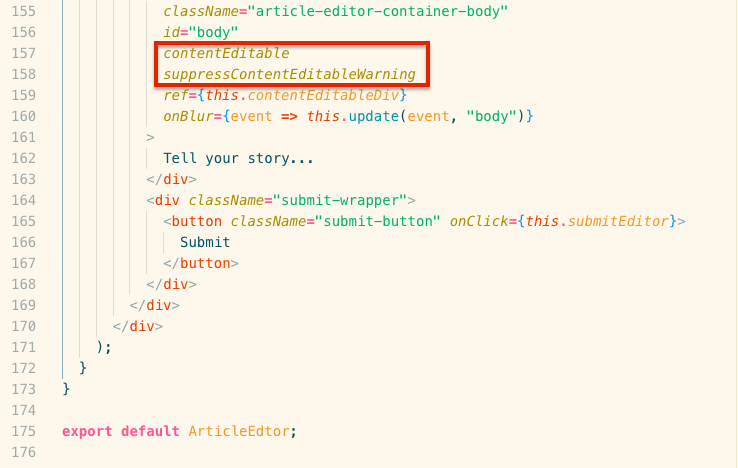 155 className="article-editor-container-body"
156 id="body"
157 contentEditable
158 suppressContentEditableWarning
159 ref={this.contentEditableDiv}
160 onBlur={event => this.update(event, "body")}
161 >
162 Tell your story...
163 </div>
164 <div className="submit-wrapper">
165 <button className="submit-button" onClick={this.submitEditor}>
166 Submit
167 </button>
168 </div>
169 </div>
170 </div>
171 );
172 }
173 }
174
175 export default ArticleEdtor;
176